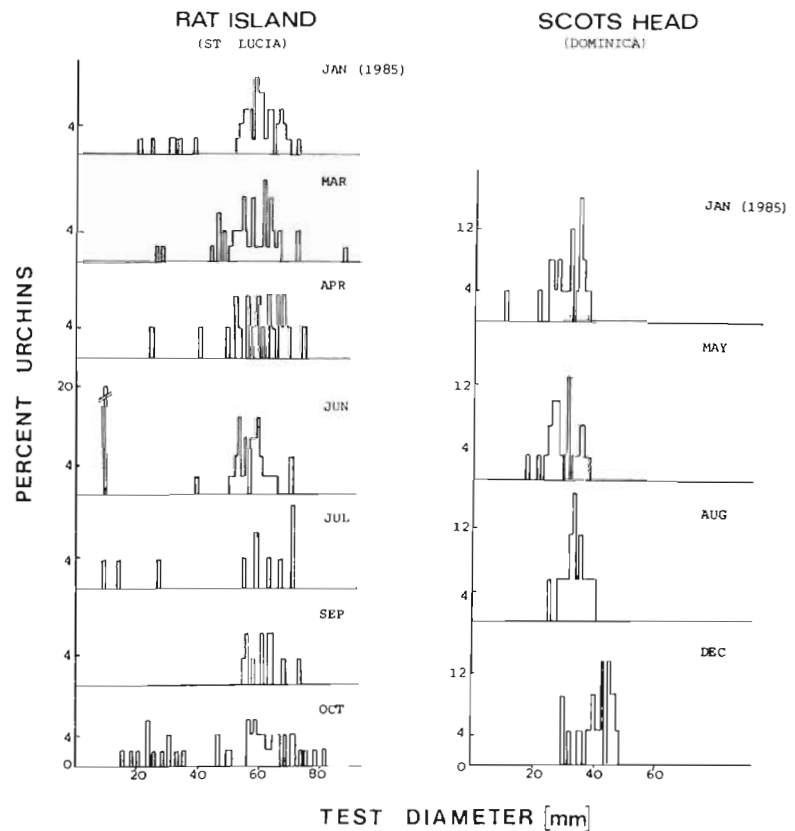 RAT ISLAND
(ST LUCIA)
JAN (1985)
4
MAR
4
APR
4
20
JUN
4
JUL
4
SEP
4
OCT
4
0
20 40 60 80
PERCENT URCHINS
SCOTS HEAD
(DOMINICA)
JAN (1985)
12
4
MAY
12
4
AUG
12
4
DEC
12
4
0
20 40 60
TEST DIAMETER [mm]